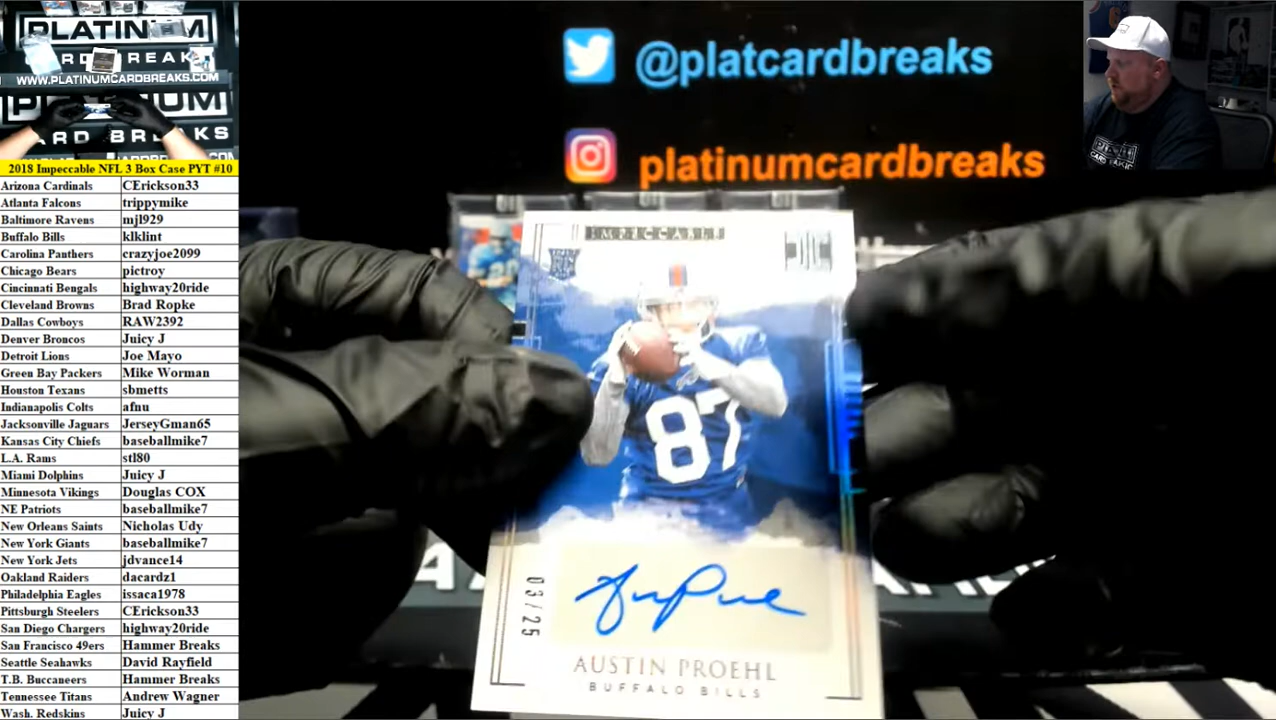 PLATINUM
CARD BREAKS
WWW.PLATINUMCARDBREAKS.COM
PLATINUM
CARD BREAKS
2018 Impeccable NFL 3 Box Case PYT #10
Arizona Cardinals CErickson33
Atlanta Falcons trippymike
Baltimore Ravens mjl929
Buffalo Bills klklint
Carolina Panthers crazyjoe2099
Chicago Bears pictroy
Cincinnati Bengals highway20ride
Cleveland Browns Brad Ropke
Dallas Cowboys RAW2392
Denver Broncos Juicy J
Detroit Lions Joe Mayo
Green Bay Packers Mike Worman
Houston Texans sbmetts
Indianapolis Colts afnu
Jacksonville Jaguars JerseyGman65
Kansas City Chiefs baseballmike7
L.A. Rams stl80
Miami Dolphins Juicy J
Minnesota Vikings Douglas COX
NE Patriots baseballmike7
New Orleans Saints Nicholas Udy
New York Giants baseballmike7
New York Jets jdvance14
Oakland Raiders dacardz1
Philadelphia Eagles issaca1978
Pittsburgh Steelers CErickson33
San Diego Chargers highway20ride
San Francisco 49ers Hammer Breaks
Seattle Seahawks David Rayfield
T.B. Buccaneers Hammer Breaks
Tennessee Titans Andrew Wagner
Wash. Redskins Juicy J
@platcardbreaks
platinumcardbreaks
IMPECCABLE
20
87
03/25
AUSTIN PROEHL
BUFFALO BILLS